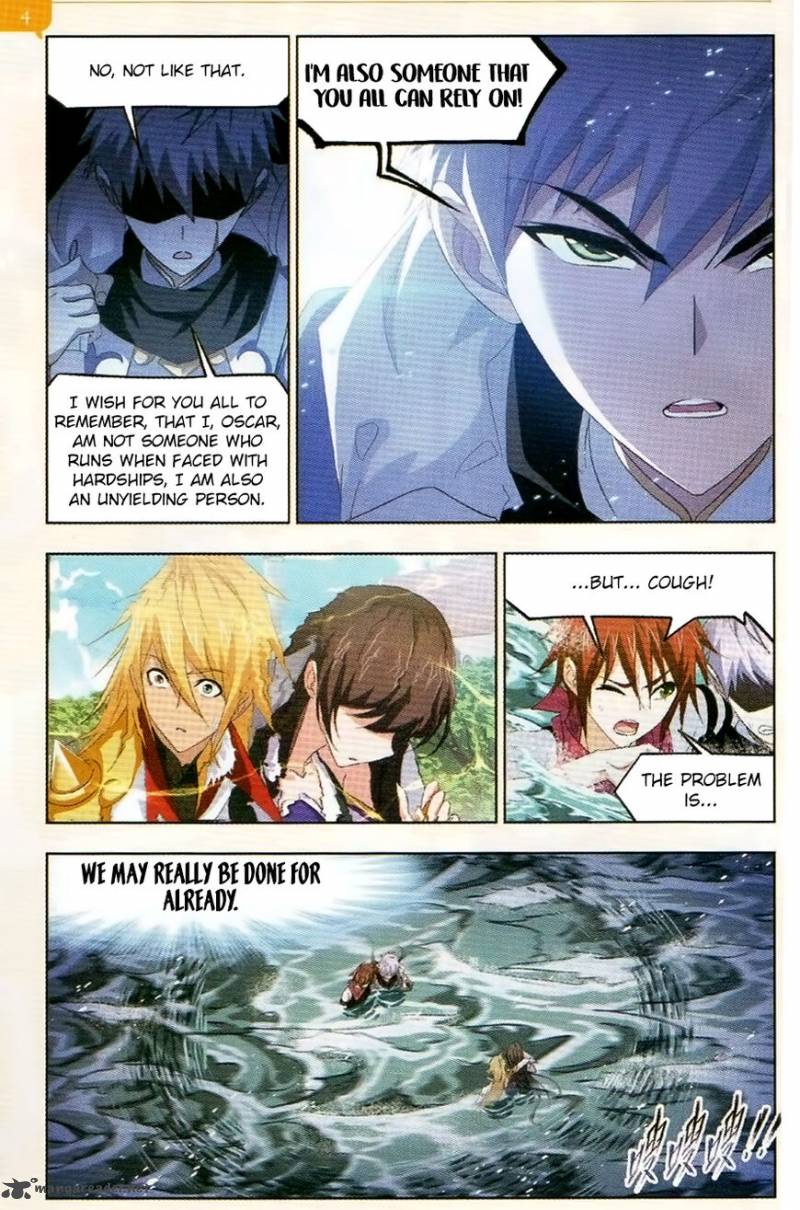 4
NO, NOT LIKE THAT.
I'M ALSO SOMEONE THAT
YOU ALL CAN RELY ON!
I WISH FOR YOU ALL TO
REMEMBER, THAT I, OSCAR,
AM NOT SOMEONE WHO
RUNS WHEN FACED WITH
HARDSHIPS, I AM ALSO
AN UNYIELDING PERSON.
...BUT... COUGH!
THE PROBLEM
IS...
WE MAY REALLY BE DONE FOR
ALREADY.